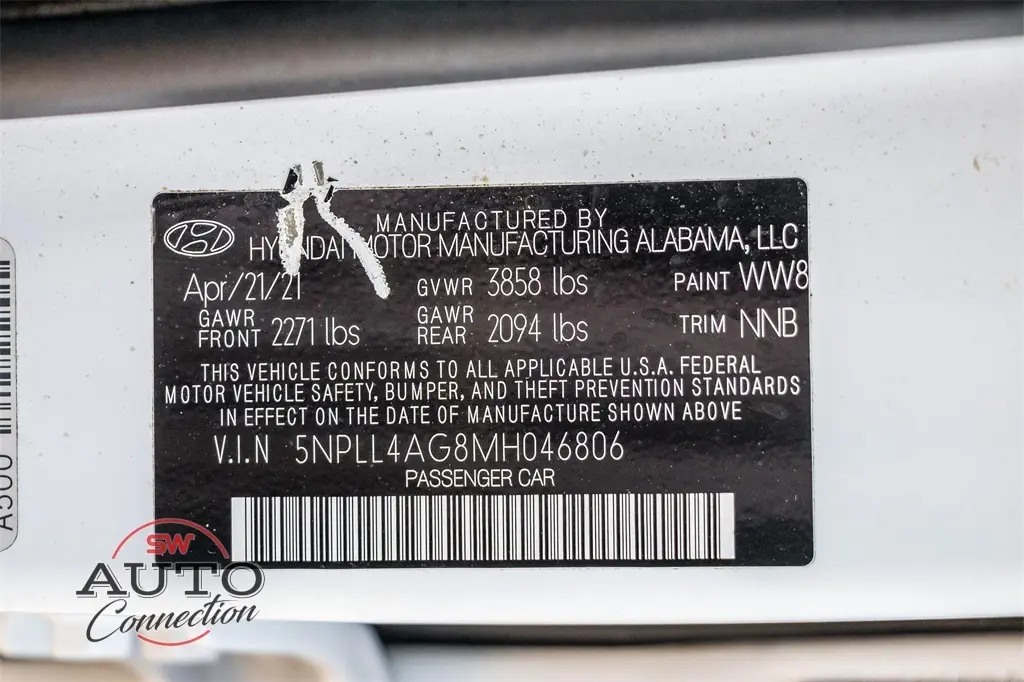 MANUFACTURED BY
HYUNDAI MOTOR MANUFACTURING ALABAMA, LLC
Apr/21/21 GVWR 3858 lbs PAINT WW8
GAWR FRONT 2271 lbs GAWR REAR 2094 lbs TRIM NNB
THIS VEHICLE CONFORMS TO ALL APPLICABLE U.S.A. FEDERAL
MOTOR VEHICLE SAFETY, BUMPER, AND THEFT PREVENTION STANDARDS
IN EFFECT ON THE DATE OF MANUFACTURE SHOWN ABOVE
V.I.N 5NPLL4AG8MH046806
PASSENGER CAR
A500
SW
AUTO
Connection